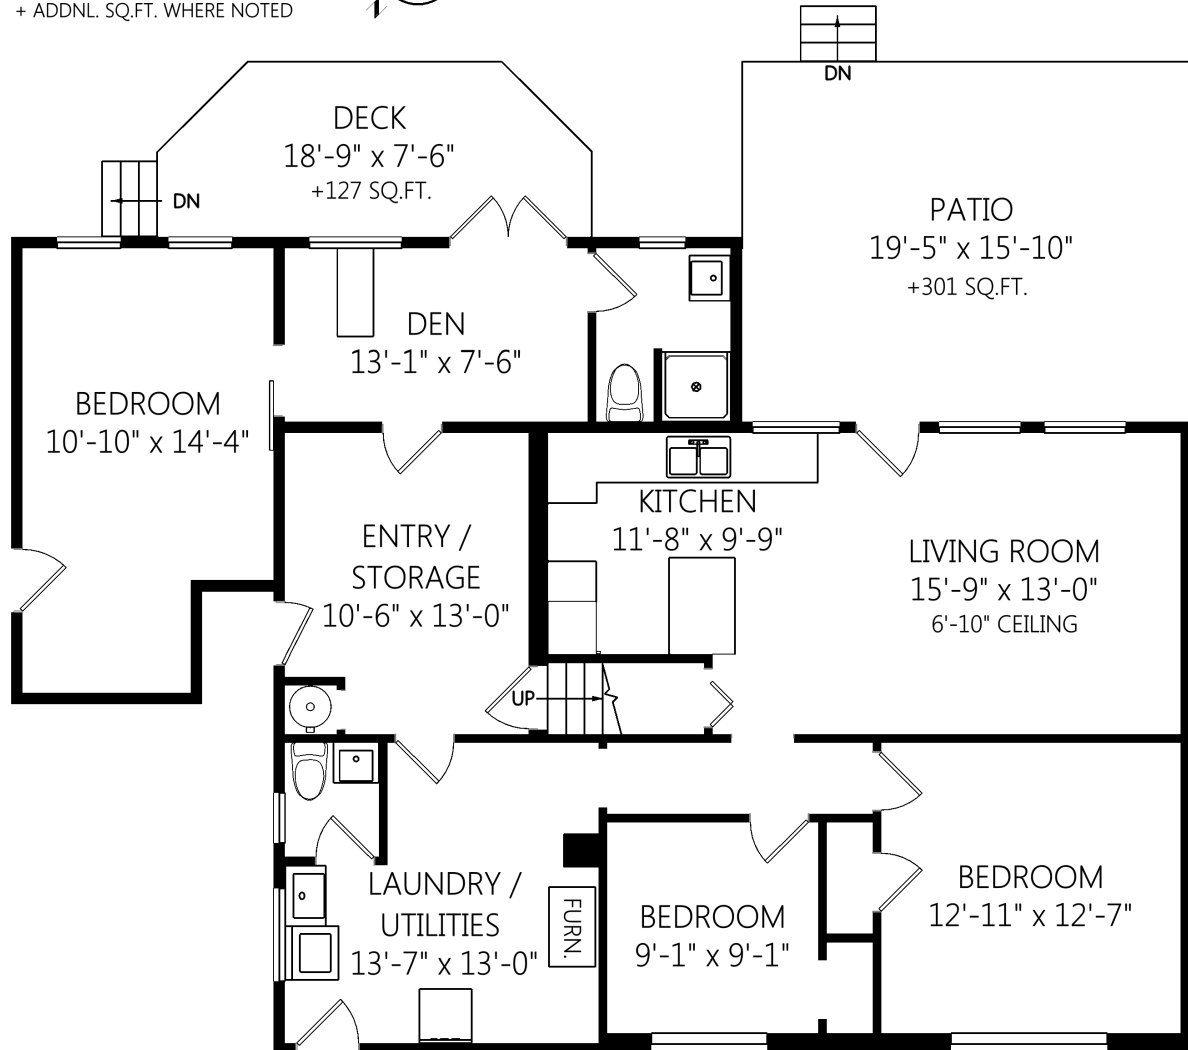 + ADDNL. SQ.FT. WHERE NOTED
DN
DECK
18'-9" x 7'-6"
+127 SQ.FT.
DN
PATIO
19'-5" x 15'-10"
+301 SQ.FT.
DEN
13'-1" x 7'-6"
BEDROOM
10'-10" x 14'-4"
KITCHEN
11'-8" x 9'-9"
ENTRY /
STORAGE
10'-6" x 13'-0"
LIVING ROOM
15'-9" x 13'-0"
6'-10" CEILING
UP
LAUNDRY /
UTILITIES
13'-7" x 13'-0"
FURN.
BEDROOM
9'-1" x 9'-1"
BEDROOM
12'-11" x 12'-7"